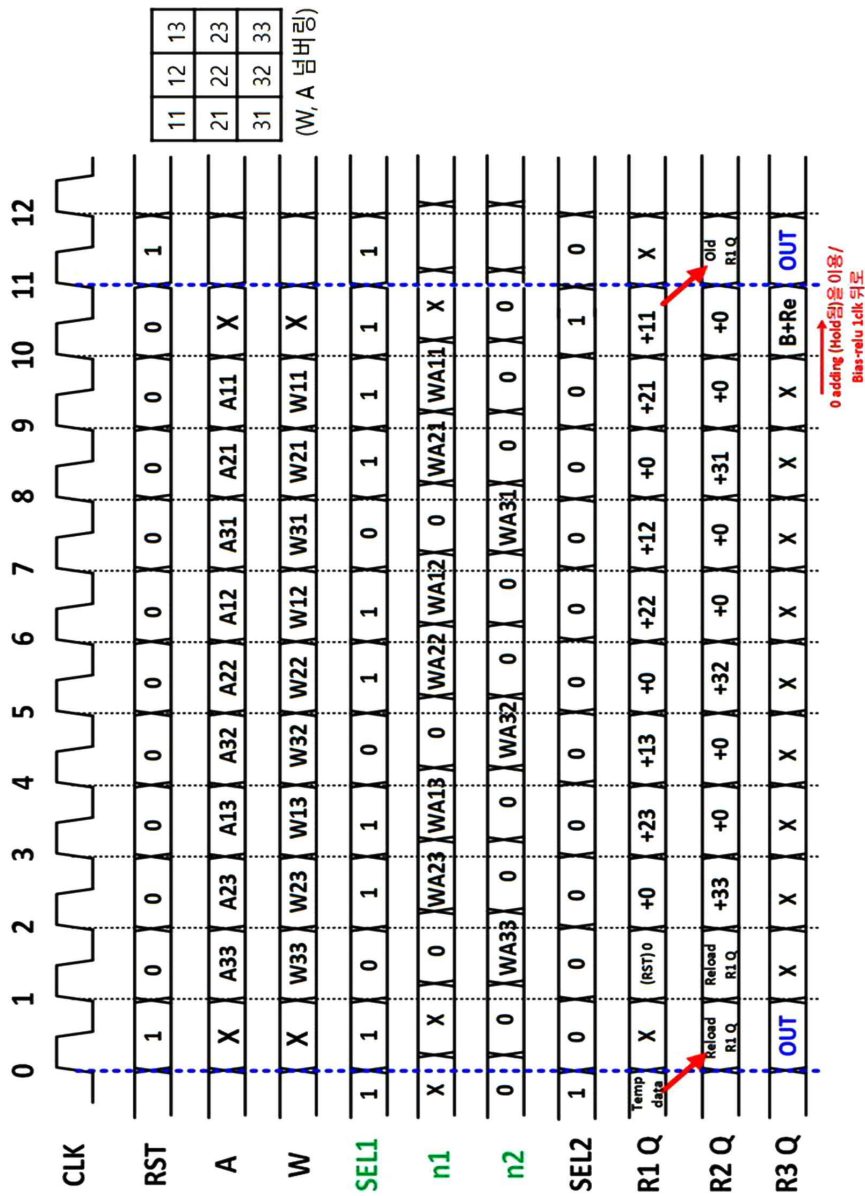 0 1 2 3 4 5 6 7 8 9 10 11 12
CLK
RST 1 0 0 0 0 0 0 0 0 0 0 1
A X A33 A23 A13 A32 A22 A12 A31 A21 A11 X
W X W33 W23 W13 W32 W22 W12 W31 W21 W11 X
SEL1 1 1 0 1 1 0 1 1 0 1 1 1 1
n1 X X 0 WA23 WA13 0 WA22 WA12 0 WA21 WA11 X
n2 0 0 WA33 0 0 WA32 0 0 WA31 0 0 0
SEL2 1 0 0 0 0 0 0 0 0 0 0 1 0
R1 Q Temp data X (RST) 0 +0 +23 +13 +0 +22 +12 +0 +21 +11 X
R2 Q Reload R1 Q Reload R1 Q +33 +0 +0 +32 +0 +0 +31 +0 +0 Old R1 Q
R3 Q OUT X X X X X X X X X B+Re OUT
0 adding (Hold됨)을 이용/
Bias-relu 1clk 뒤로
11 12 13
21 22 23
31 32 33
(W, A 넘버링)